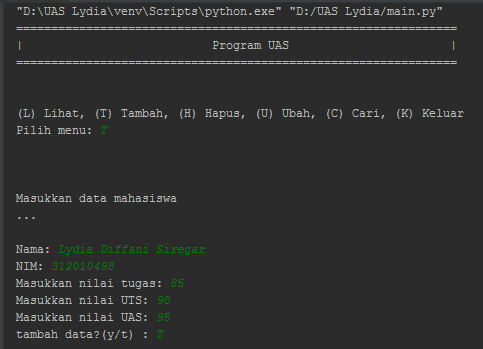 "D:\UAS Lydia\venv\Scripts\python.exe" "D:/UAS Lydia/main.py"
===============================================================
| Program UAS |
===============================================================
(L) Lihat, (T) Tambah, (H) Hapus, (U) Ubah, (C) Cari, (K) Keluar
Pilih menu: T
Masukkan data mahasiswa
...
Nama: Lydia Diffani Siregar
NIM: 312010498
Masukkan nilai tugas: 85
Masukkan nilai UTS: 90
Masukkan nilai UAS: 95
tambah data?(y/t) : T